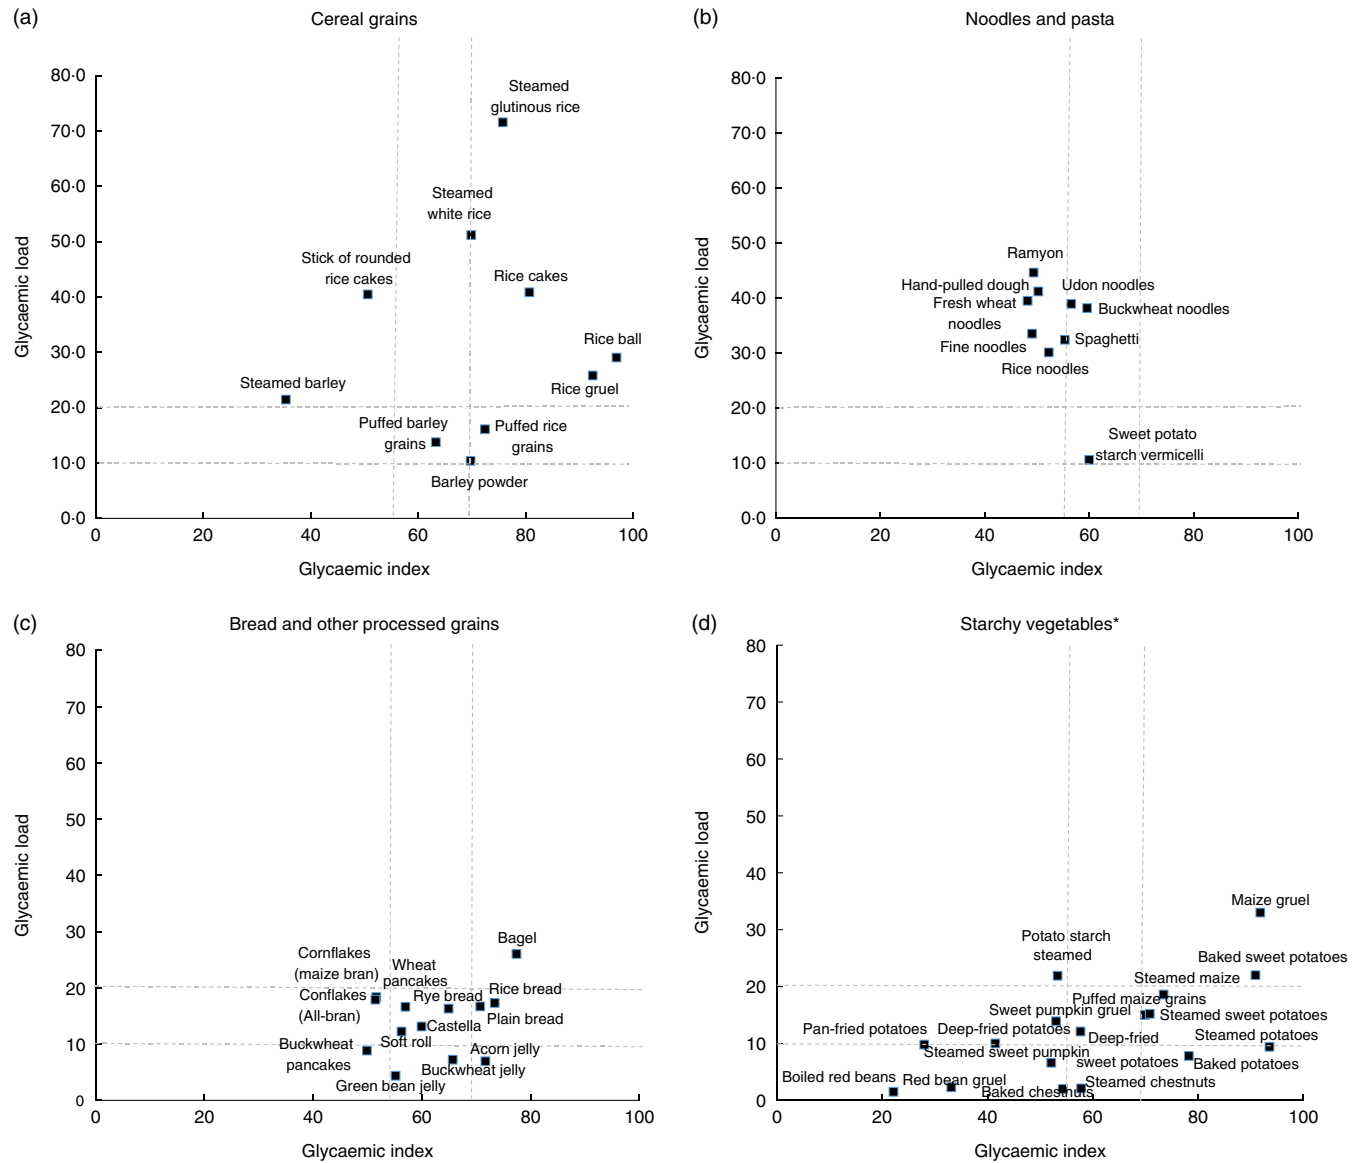 (a)
Cereal grains
80·0
70·0
60·0
50·0
40·0
30·0
20·0
10·0
0·0
Glycaemic load
Steamed
glutinous rice
Steamed
white rice
Stick of rounded
rice cakes
Rice cakes
Rice ball
Rice gruel
Steamed barley
Puffed barley
grains
Puffed rice
grains
Barley powder
0
20
40
60
80
100
Glycaemic index
(b)
Noodles and pasta
80·0
70·0
60·0
50·0
40·0
30·0
20·0
10·0
0·0
Glycaemic load
Ramyon
Hand-pulled dough
Udon noodles
Fresh wheat
noodles
Buckwheat noodles
Fine noodles
Spaghetti
Rice noodles
Sweet potato
starch vermicelli
0
20
40
60
80
100
Glycaemic index
(c)
Bread and other processed grains
80
70
60
50
40
30
20
10
0
Glycaemic load
Bagel
Cornflakes
(maize bran)
Wheat
pancakes
Conflakes
(All-bran)
Rye bread
Rice bread
Plain bread
Castella
Soft roll
Buckwheat
pancakes
Acorn jelly
Buckwheat jelly
Green bean jelly
0
20
40
60
80
100
Glycaemic index
(d)
Starchy vegetables*
80
70
60
50
40
30
20
10
0
Glycaemic load
Maize gruel
Potato starch
steamed
Baked sweet potatoes
Steamed maize
Puffed maize grains
Sweet pumpkin gruel
Steamed sweet potatoes
Pan-fried potatoes
Deep-fried potatoes
Deep-fried
sweet potatoes
Steamed potatoes
Steamed sweet pumpkin
Baked potatoes
Boiled red beans
Red bean gruel
Baked chestnuts
Steamed chestnuts
0
20
40
60
80
100
Glycaemic index